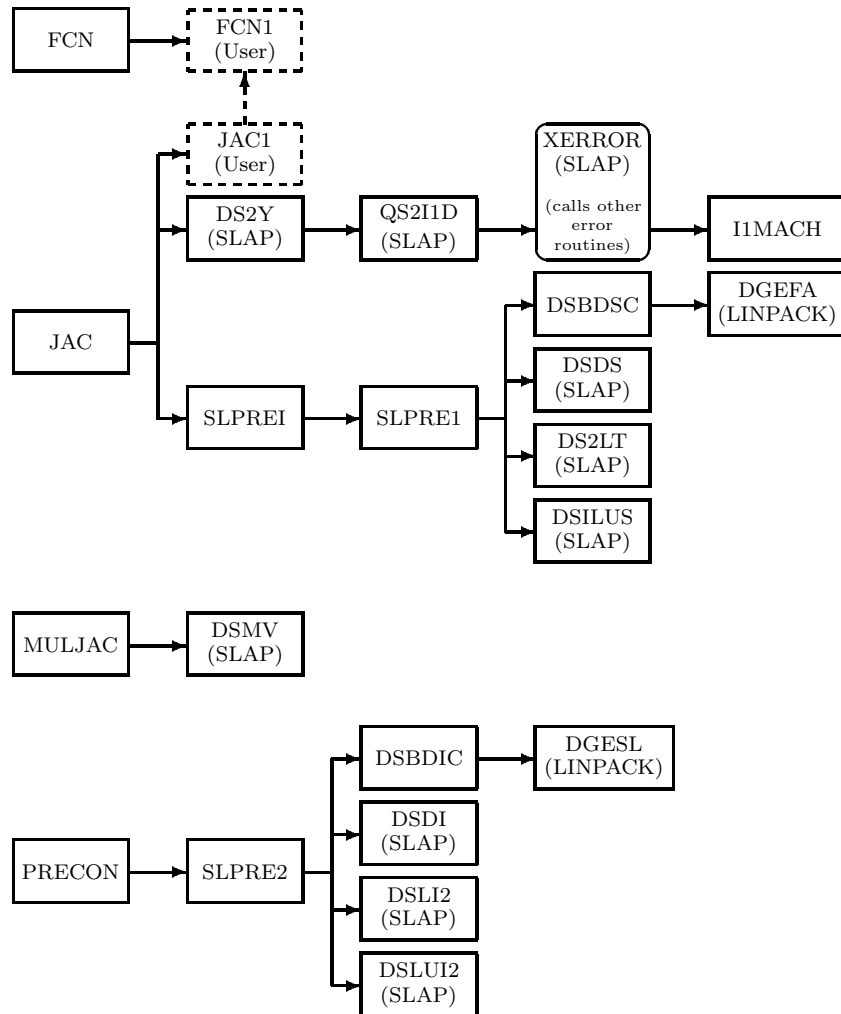 FCN
FCN1
(User)
JAC1
(User)
XERROR
(SLAP)
(calls other
error
routines)
DS2Y
(SLAP)
QS2I1D
(SLAP)
I1MACH
JAC
DSBDSC
DGEFA
(LINPACK)
DSDS
(SLAP)
SLPREI
SLPRE1
DS2LT
(SLAP)
DSILUS
(SLAP)
MULJAC
DSMV
(SLAP)
DSBDIC
DGESL
(LINPACK)
DSDI
(SLAP)
PRECON
SLPRE2
DSLI2
(SLAP)
DSLUI2
(SLAP)